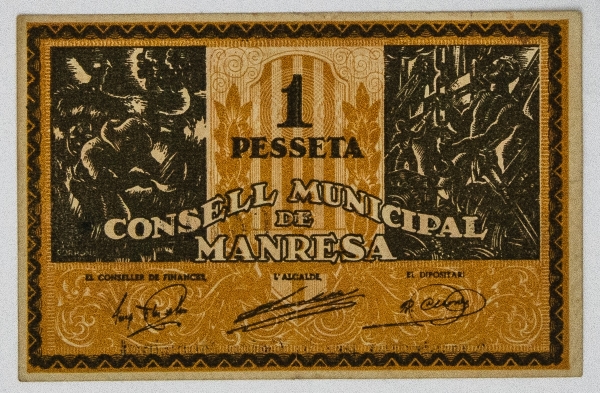 1
PESSETA
CONSELL MUNICIPAL
DE
MANRESA
EL CONSELLER DE FINANCES, L'ALCALDE, EL DIPOSITARI